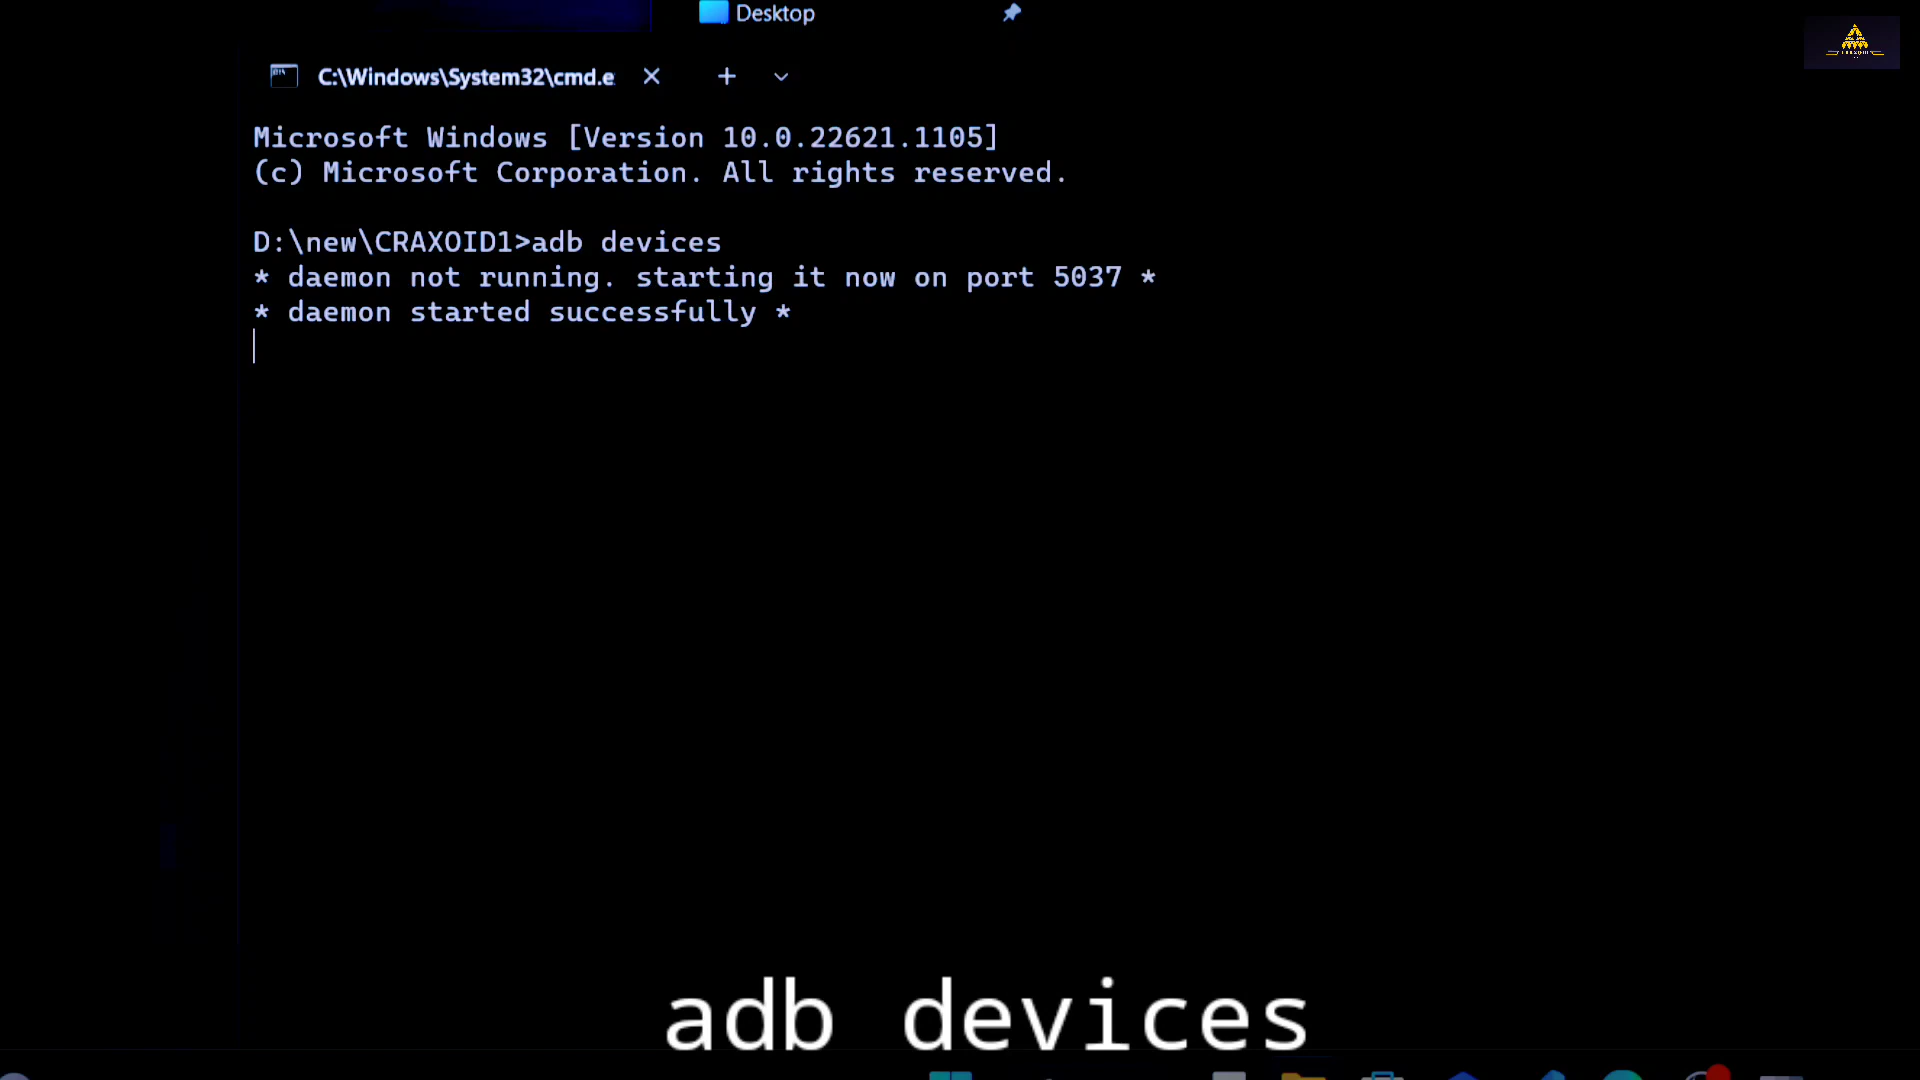 Desktop
C:\Windows\System32\cmd.e
Microsoft Windows [Version 10.0.22621.1105]
(c) Microsoft Corporation. All rights reserved.
D:\new\CRAXOID1>adb devices
* daemon not running. starting it now on port 5037 *
* daemon started successfully *
adb devices